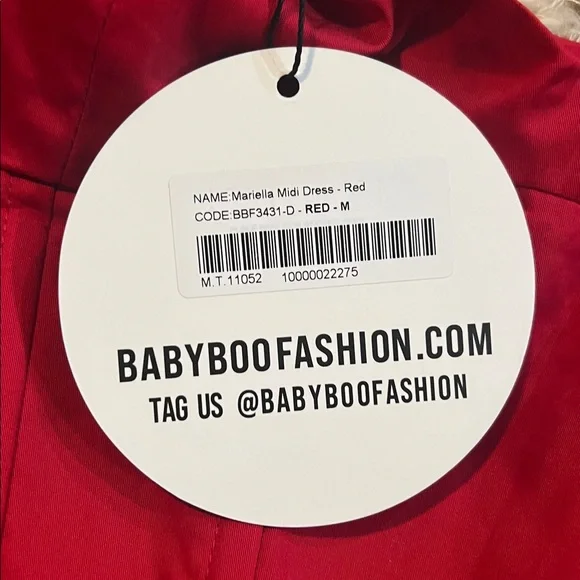 NAME:Mariella Midi Dress - Red
CODE:BBF3431-D - RED - M
M.T.11052 10000022275
BABYBOOFASHION.COM
TAG US @BABYBOOFASHION